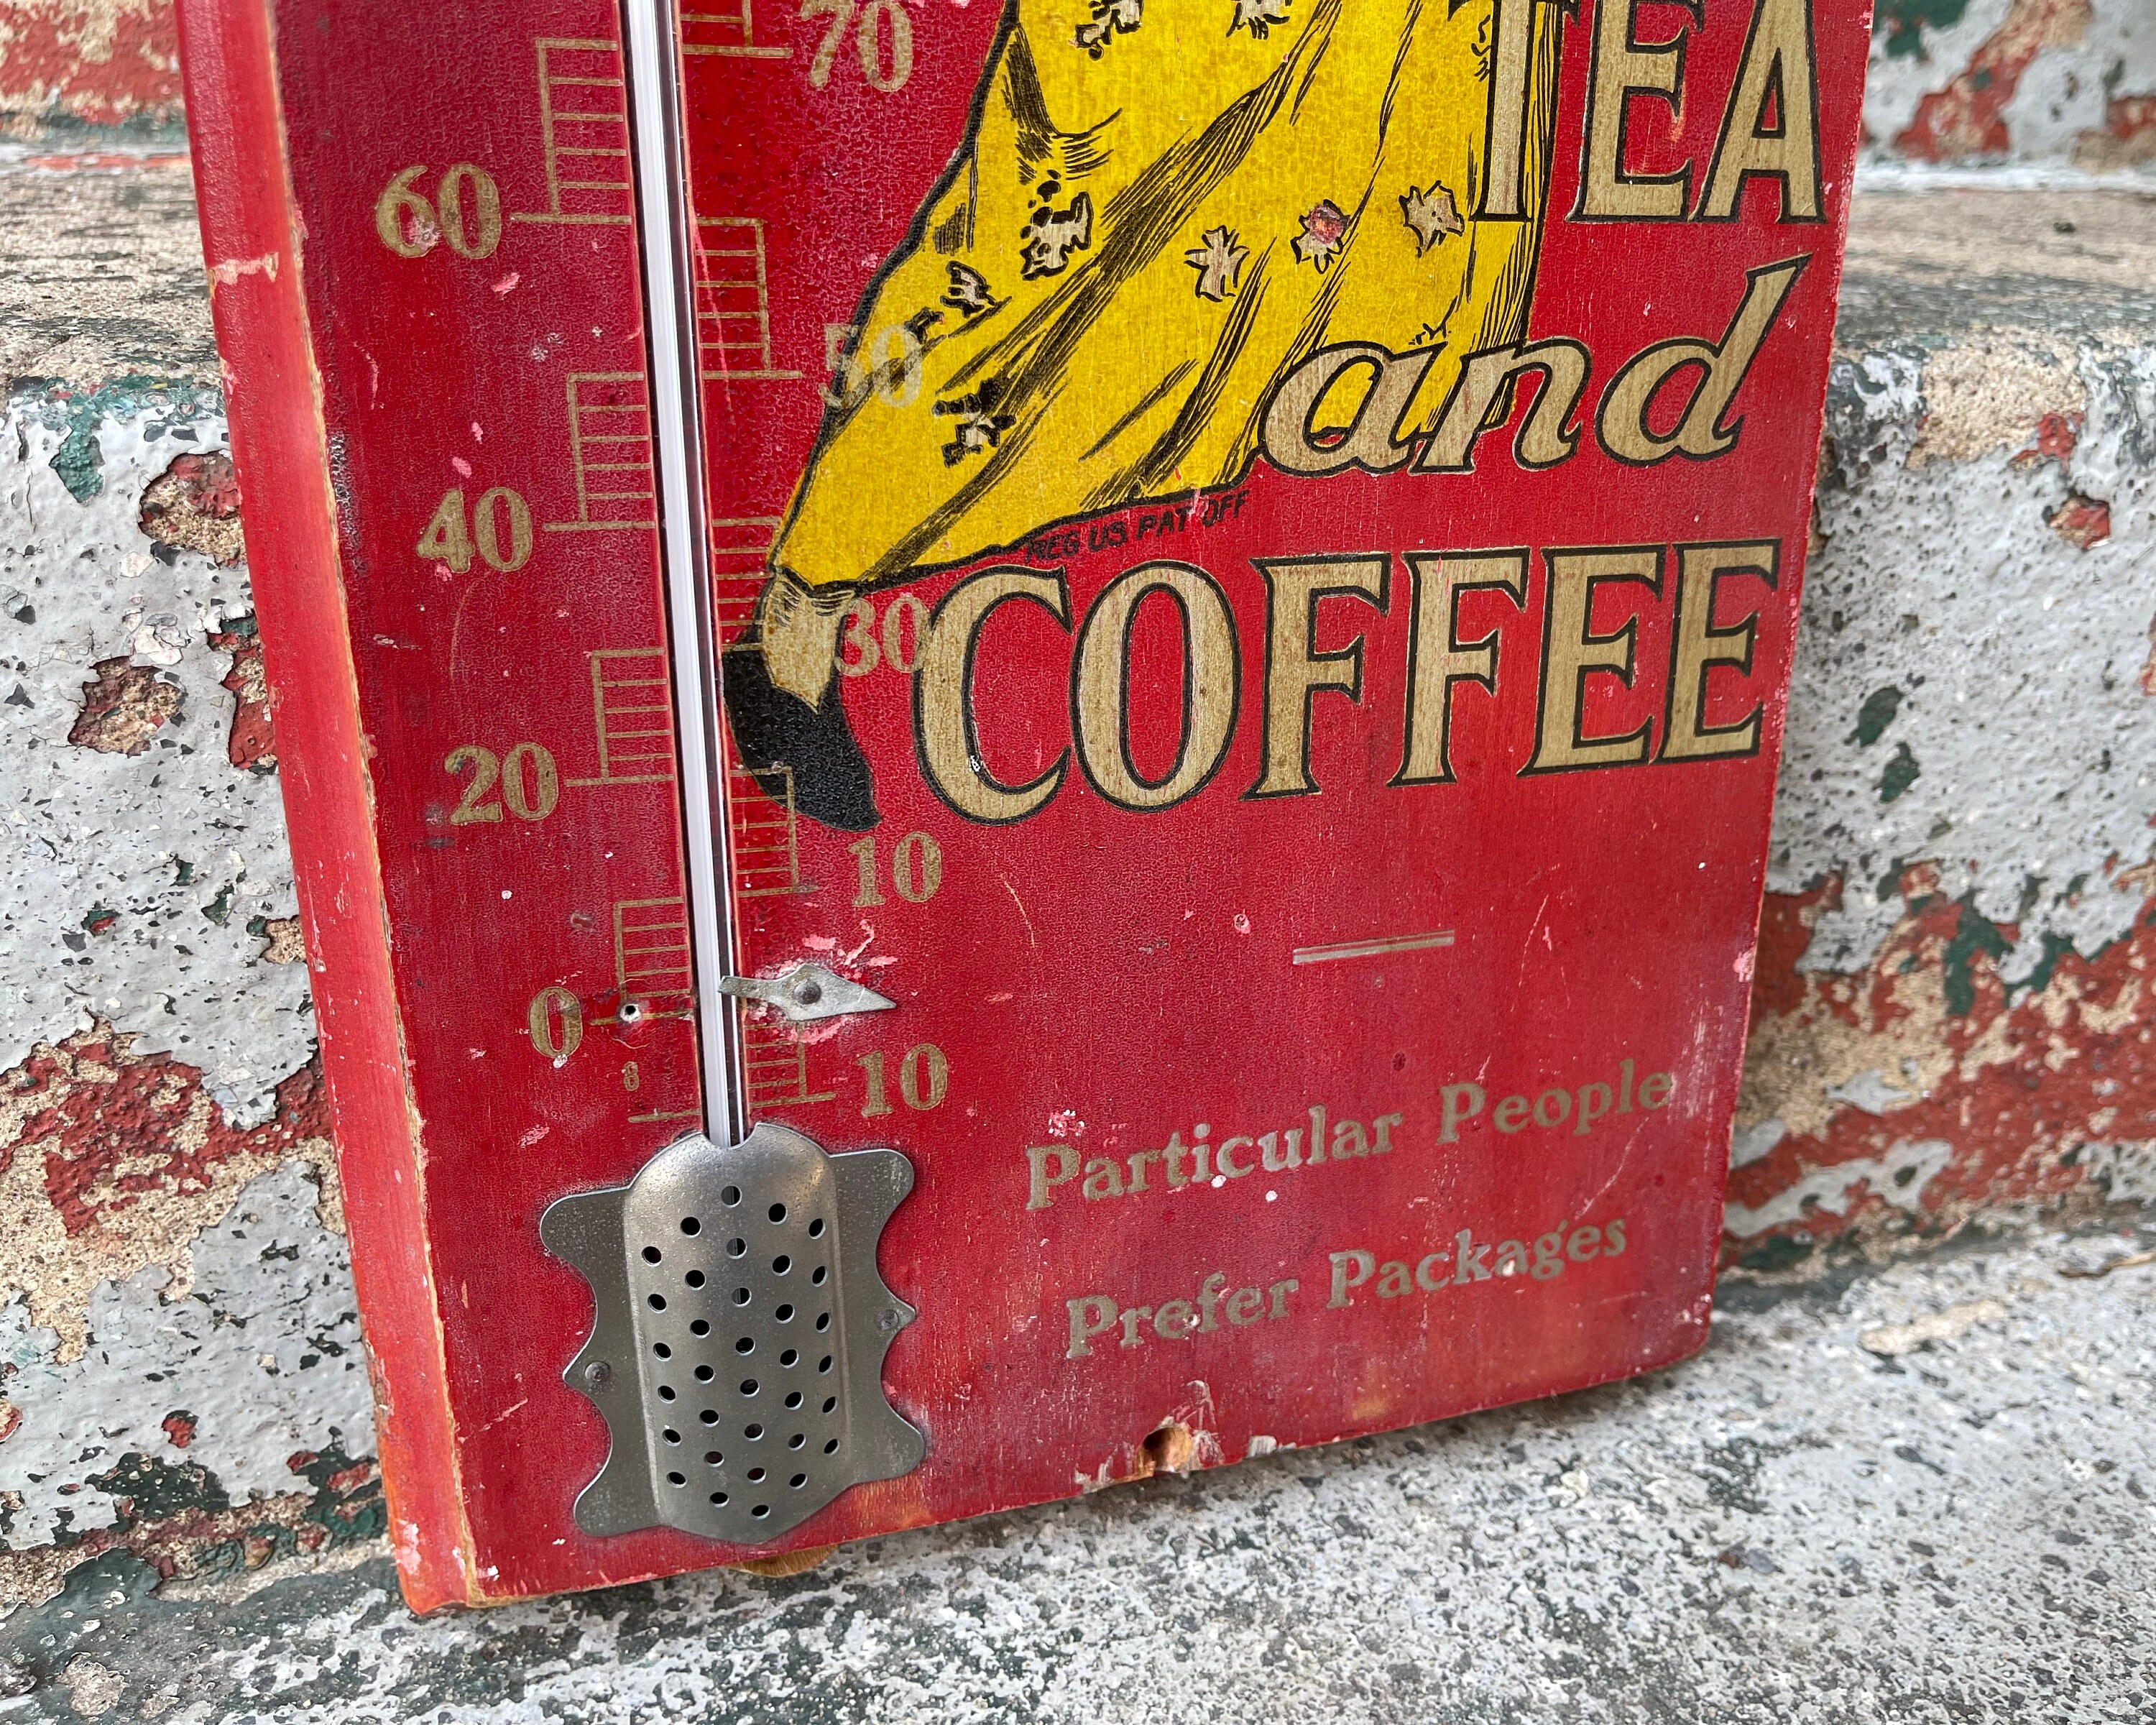 70
TEA
60
50
and
40
REG US PAT OFF
30
COFFEE
20
10
0
10
Particular People
Prefer Packages